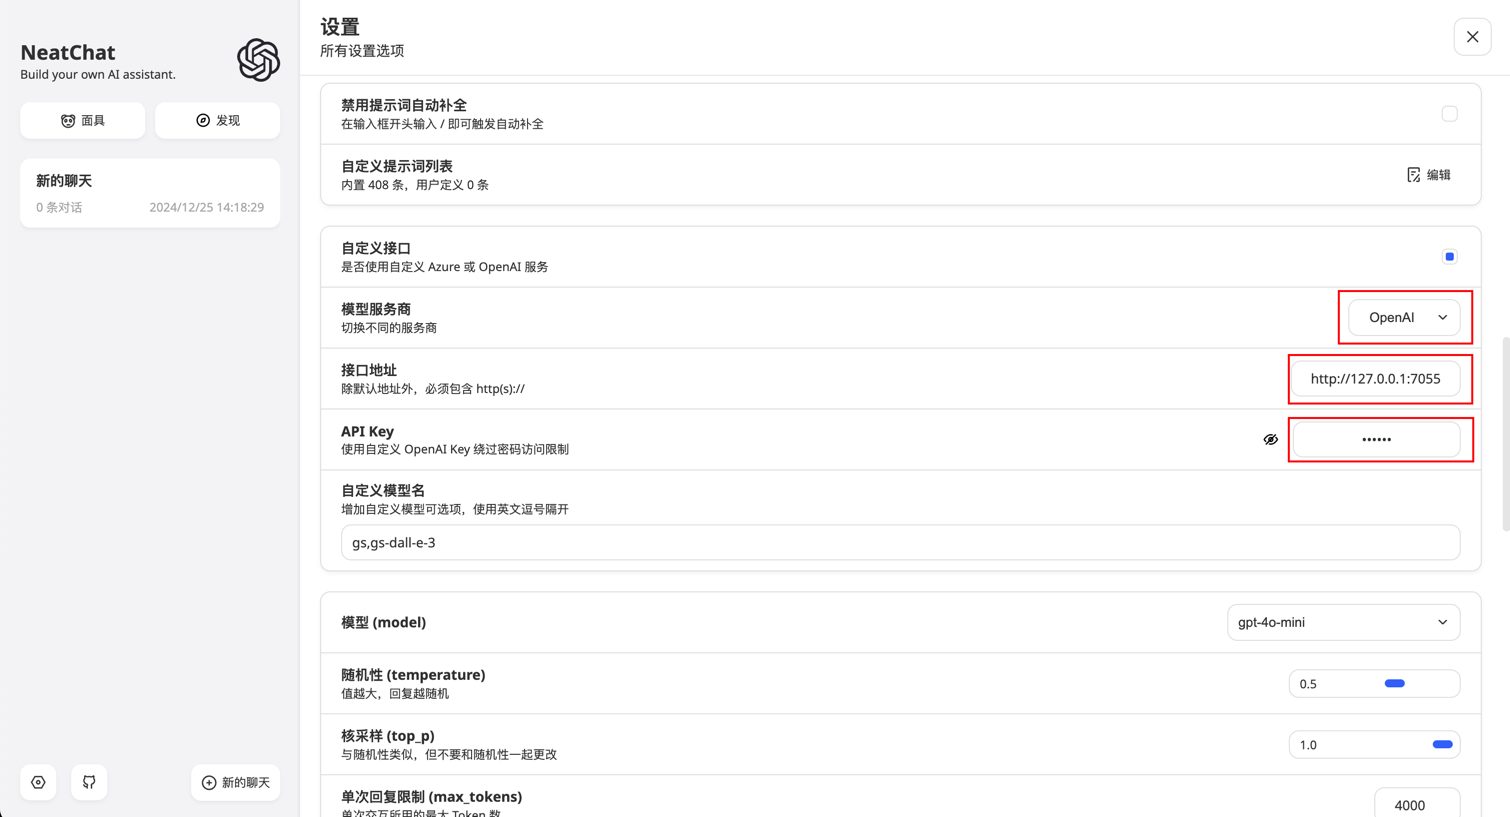 NeatChat
Build your own AI assistant.
面具
发现
新的聊天
0 条对话
2024/12/25 14:18:29
新的聊天
设置
所有设置选项
禁用提示词自动补全
在输入框开头输入 / 即可触发自动补全
自定义提示词列表
内置 408 条，用户定义 0 条
编辑
自定义接口
是否使用自定义 Azure 或 OpenAI 服务
模型服务商
切换不同的服务商
OpenAI
接口地址
除默认地址外，必须包含 http(s)://
http://127.0.0.1:7055
API Key
使用自定义 OpenAI Key 绕过密码访问限制
••••••
自定义模型名
增加自定义模型可选项，使用英文逗号隔开
gs,gs-dall-e-3
模型 (model)
gpt-4o-mini
随机性 (temperature)
值越大，回复越随机
0.5
核采样 (top_p)
与随机性类似，但不要和随机性一起更改
1.0
单次回复限制 (max_tokens)
单次交互所用的最大 Token 数
4000